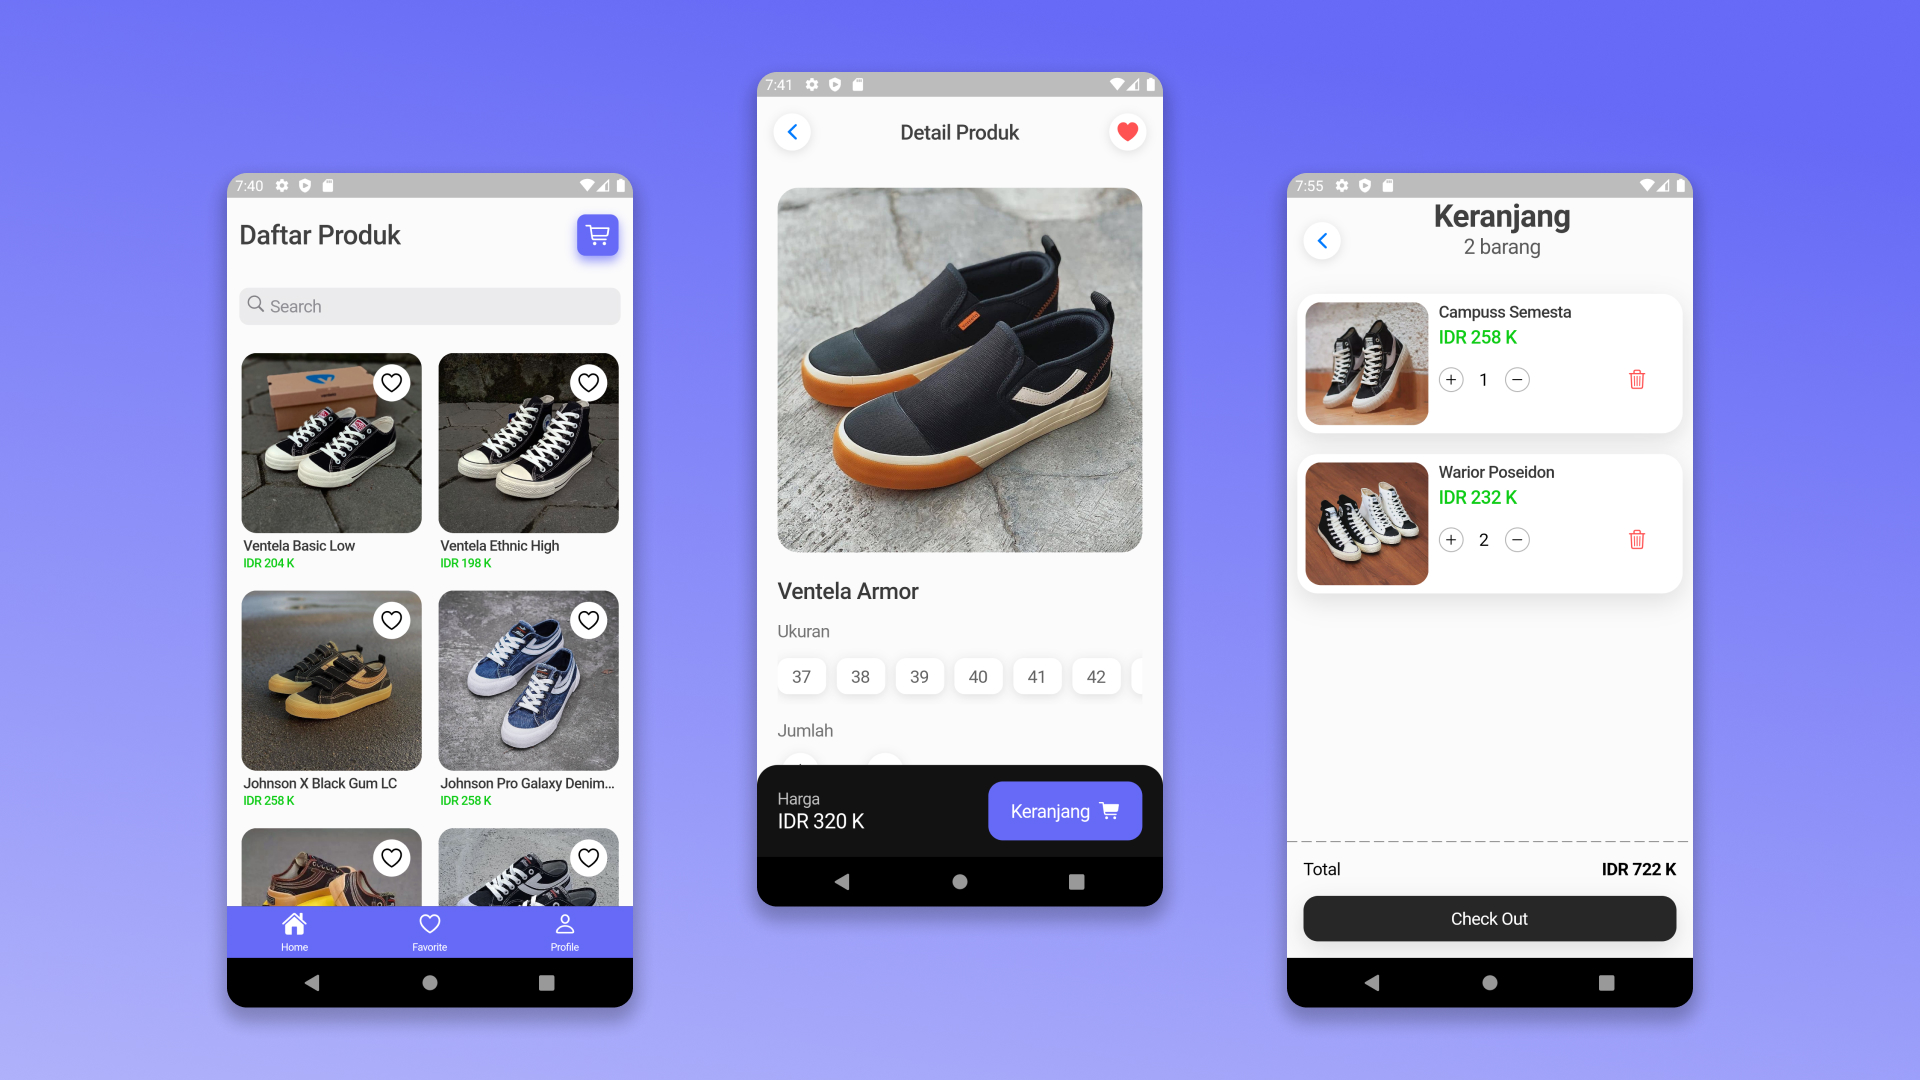 7:40
Daftar Produk
Search
Ventela Basic Low
IDR 204 K
Ventela Ethnic High
IDR 198 K
Johnson X Black Gum LC
IDR 258 K
Johnson Pro Galaxy Denim...
IDR 258 K
Home
Favorite
Profile
7:41
Detail Produk
Ventela Armor
Ukuran
37 38 39 40 41 42
Jumlah
Harga
IDR 320 K
Keranjang
7:55
Keranjang
2 barang
Campuss Semesta
IDR 258 K
1
Warior Poseidon
IDR 232 K
2
Total
IDR 722 K
Check Out